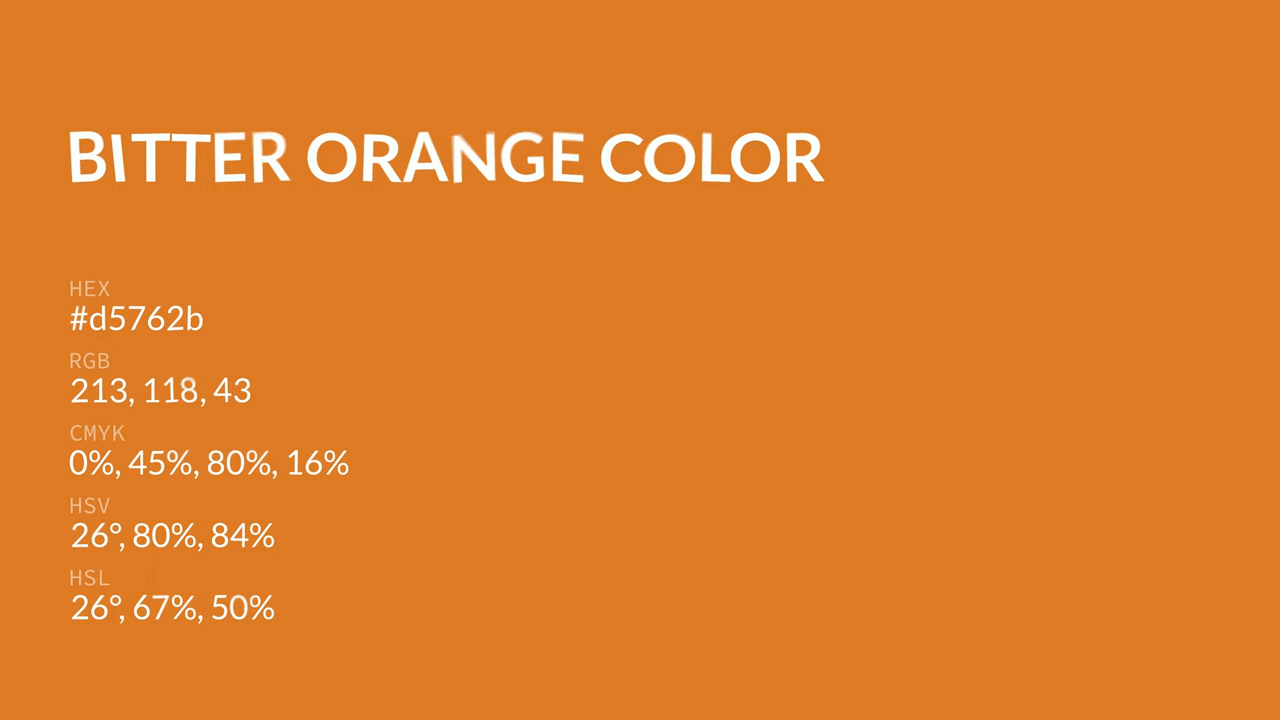 BITTER ORANGE COLOR
HEX
#d5762b
RGB
213, 118, 43
CMYK
0%, 45%, 80%, 16%
HSV
26°, 80%, 84%
HSL
26°, 67%, 50%